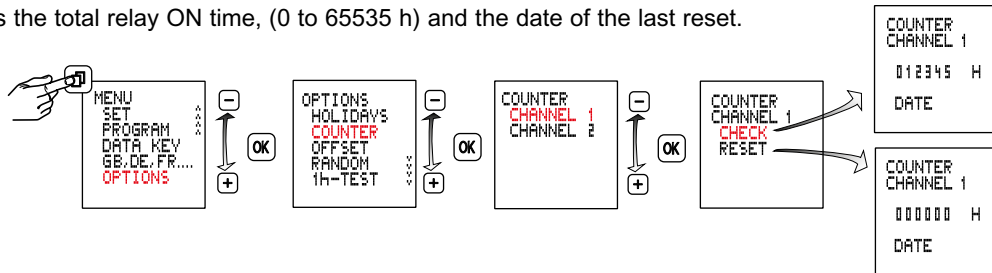 s the total relay ON time, (0 to 65535 h) and the date of the last reset.
MENU
SET
PROGRAM
DATA KEY
GB,DE,FR....
OPTIONS
−
OK
+
OPTIONS
HOLIDAYS
COUNTER
OFFSET
RANDOM
1h-TEST
−
OK
+
COUNTER
CHANNEL 1
CHANNEL 2
−
OK
+
COUNTER
CHANNEL 1
CHECK
RESET
COUNTER
CHANNEL 1
012345 H
DATE
COUNTER
CHANNEL 1
000000 H
DATE